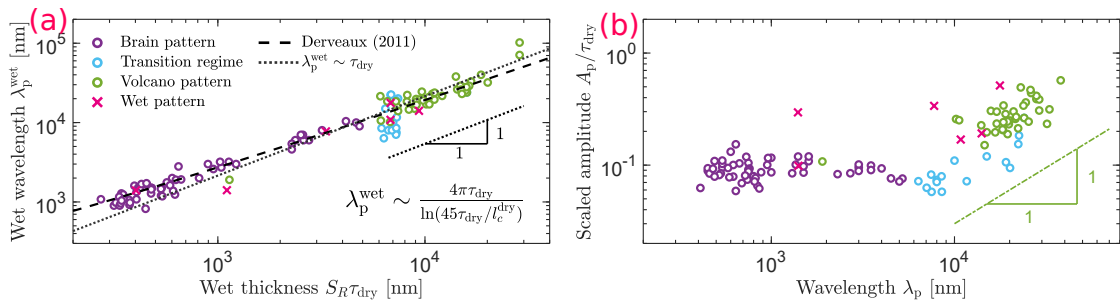 (a)
10^5
10^4
10^3
Wet wavelength λ_p^wet [nm]
Brain pattern
Transition regime
Volcano pattern
Wet pattern
Derveaux (2011)
λ_p^wet ∼ τ_dry
1
1
λ_p^wet ∼ 4πτ_dry / ln(45τ_dry/l_c^dry)
10^3
10^4
Wet thickness S_R τ_dry [nm]
(b)
10^0
10^-1
10^-2
Scaled amplitude A_p/τ_dry
1
1
10^3
10^4
Wavelength λ_p [nm]